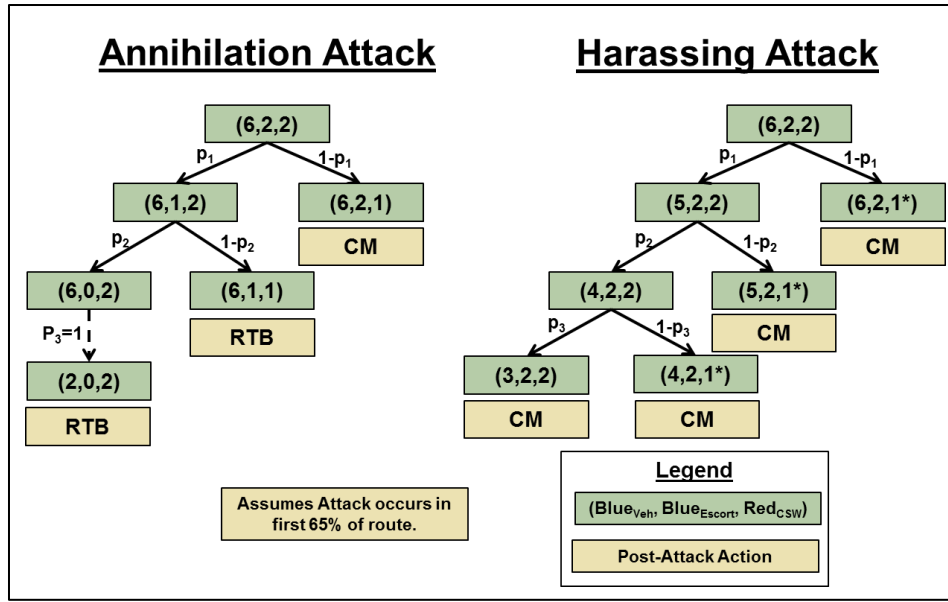 Annihilation Attack
(6,2,2)
p1
1-p1
(6,1,2)
(6,2,1)
CM
p2
1-p2
(6,0,2)
(6,1,1)
RTB
P3=1
(2,0,2)
RTB
Assumes Attack occurs in
first 65% of route.
Harassing Attack
(6,2,2)
p1
1-p1
(5,2,2)
(6,2,1*)
CM
p2
1-p2
(4,2,2)
(5,2,1*)
CM
p3
1-p3
(3,2,2)
(4,2,1*)
CM
CM
Legend
(BlueVeh, BlueEscort, RedCSW)
Post-Attack Action